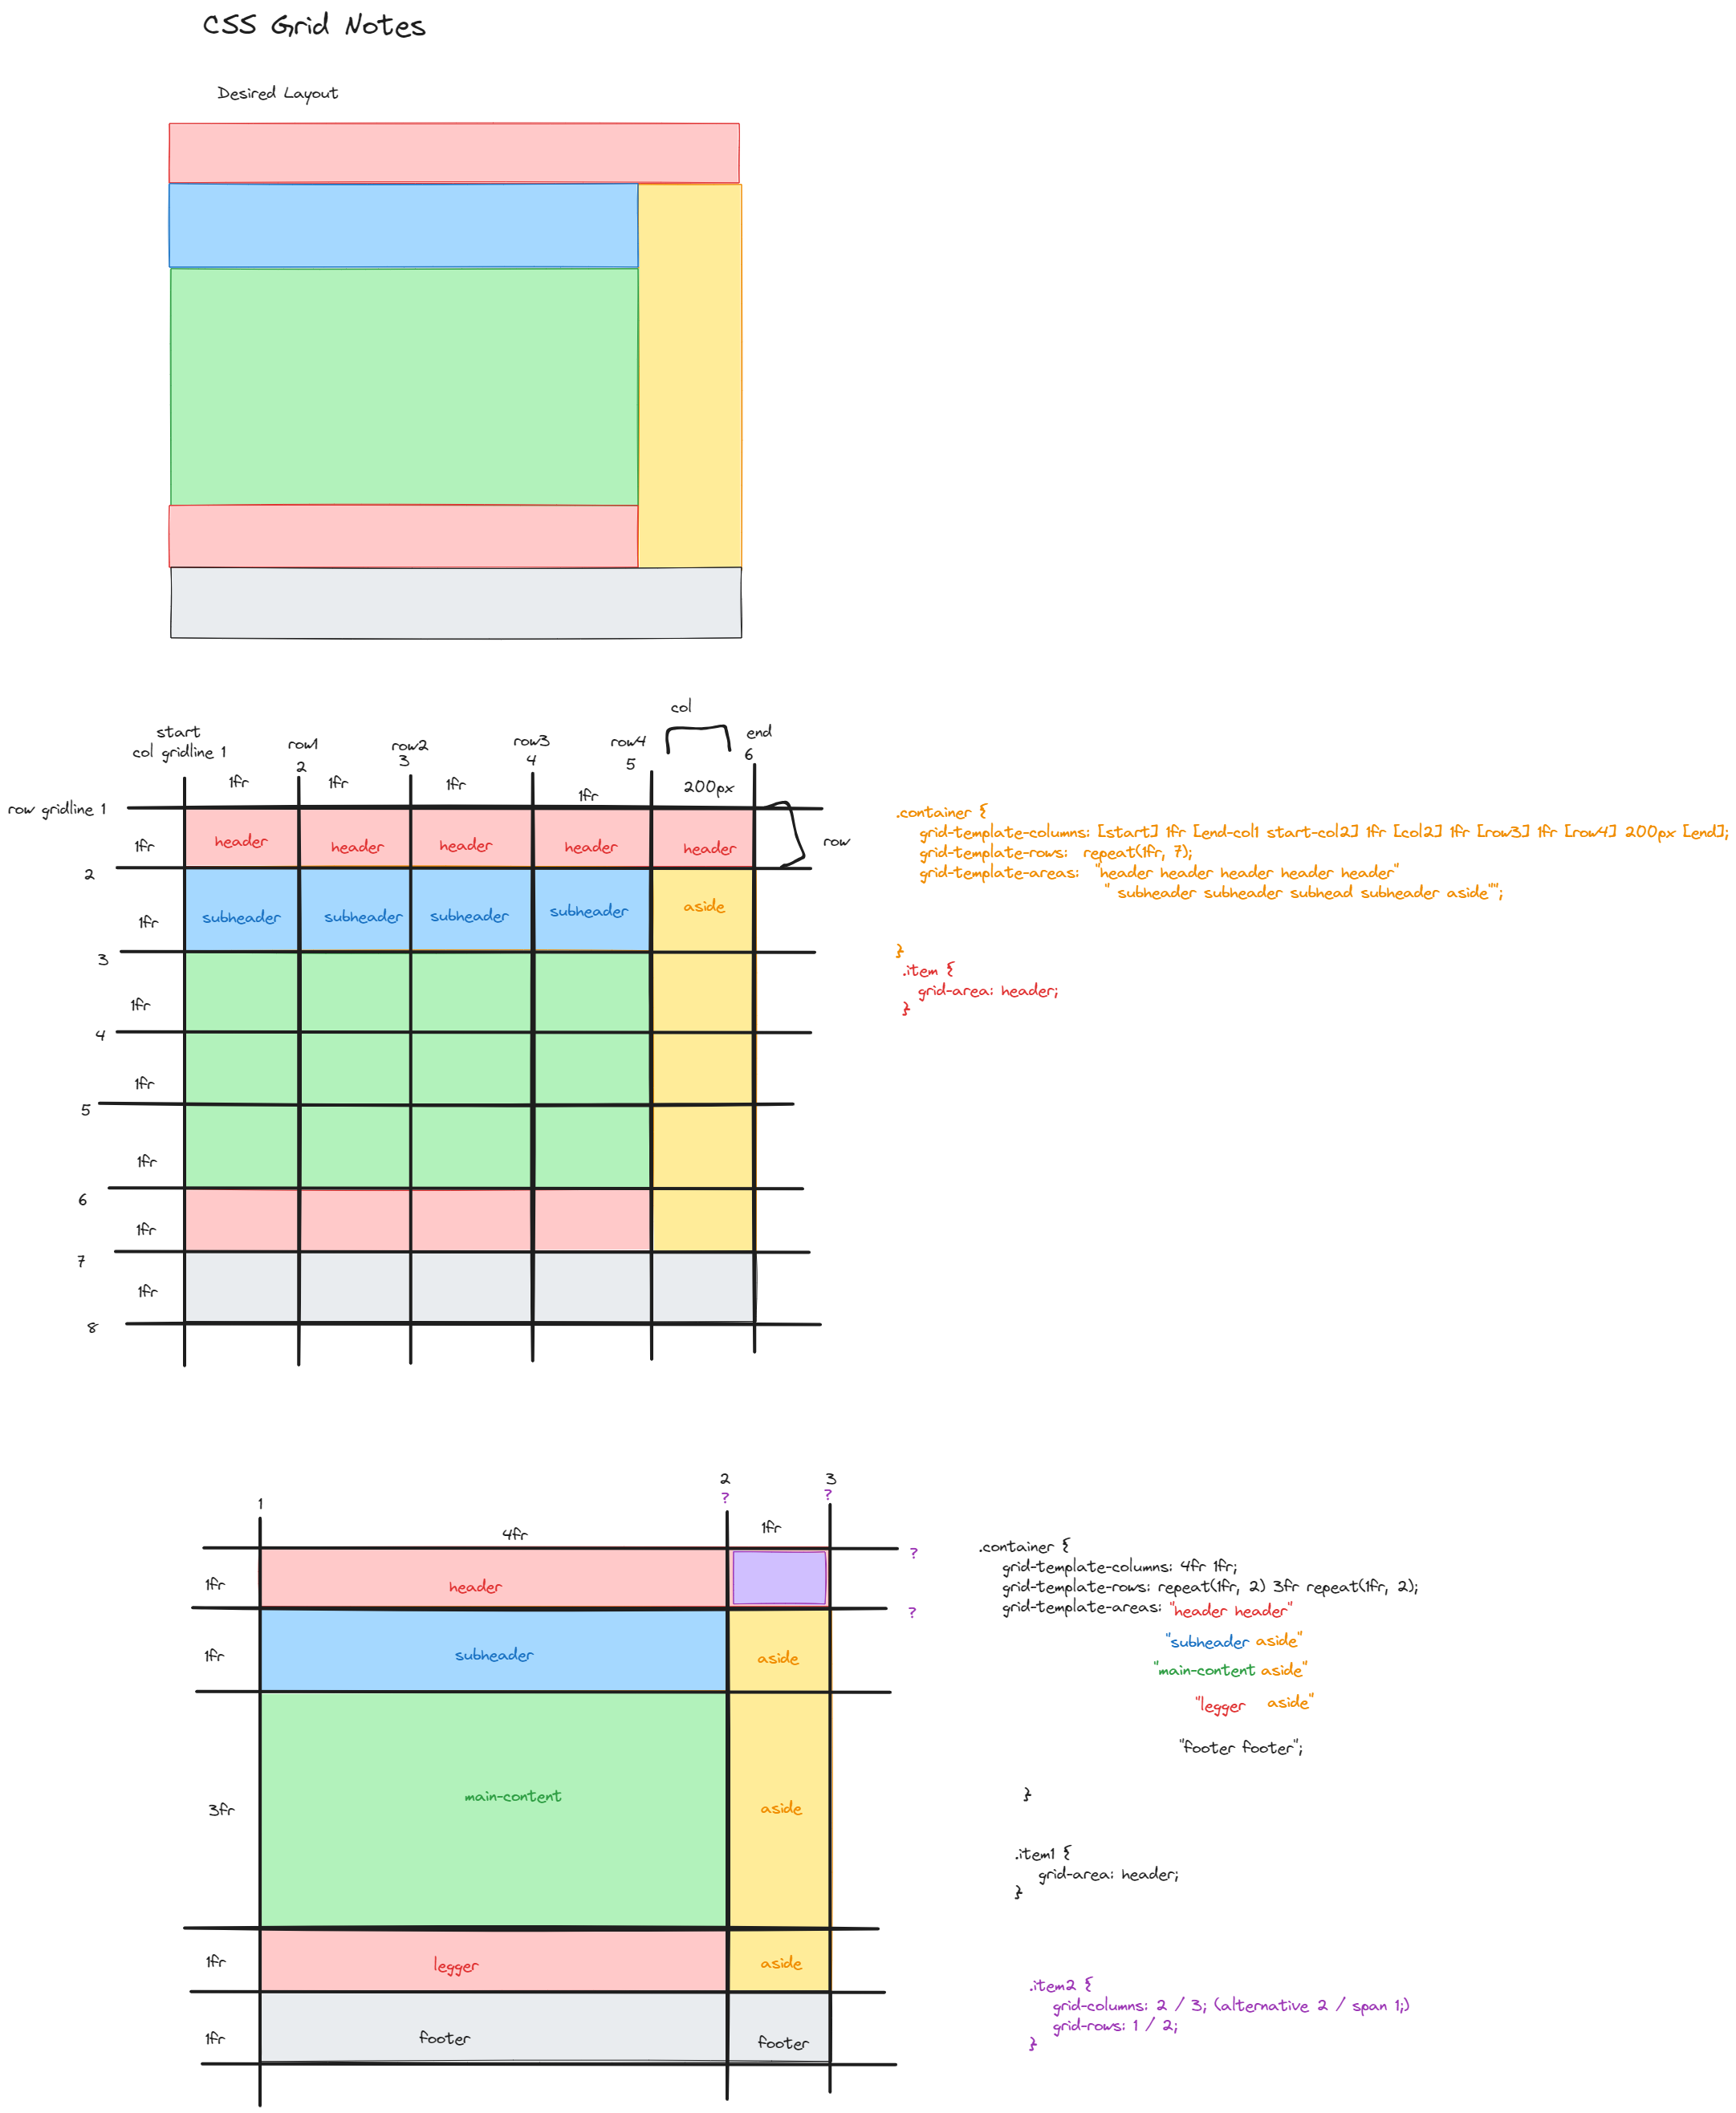 CSS Grid Notes
Desired Layout
col
start
end
col gridline 1
row1
row2
row3
row4
2
3
4
5
6
1fr
1fr
1fr
1fr
200px
row gridline 1
1fr
header
header
header
header
header
row
2
1fr
subheader
subheader
subheader
subheader
aside
3
1fr
4
1fr
5
1fr
6
1fr
7
1fr
8
.container {
grid-template-columns: [start] 1fr [end-col1 start-col2] 1fr [col2] 1fr [row3] 1fr [row4] 200px [end];
grid-template-rows: repeat(1fr, 7);
grid-template-areas: "header header header header header"
" subheader subheader subhead subheader aside"";
}
.item {
grid-area: header;
}
1
2
3
?
?
4fr
1fr
?
1fr
header
?
1fr
subheader
aside
3fr
main-content
aside
1fr
legger
aside
1fr
footer
footer
.container {
grid-template-columns: 4fr 1fr;
grid-template-rows: repeat(1fr, 2) 3fr repeat(1fr, 2);
grid-template-areas: "header header"
"subheader aside"
"main-content aside"
"legger aside"
"footer footer";
}
.item1 {
grid-area: header;
}
.item2 {
grid-columns: 2 / 3; (alternative 2 / span 1;)
grid-rows: 1 / 2;
}